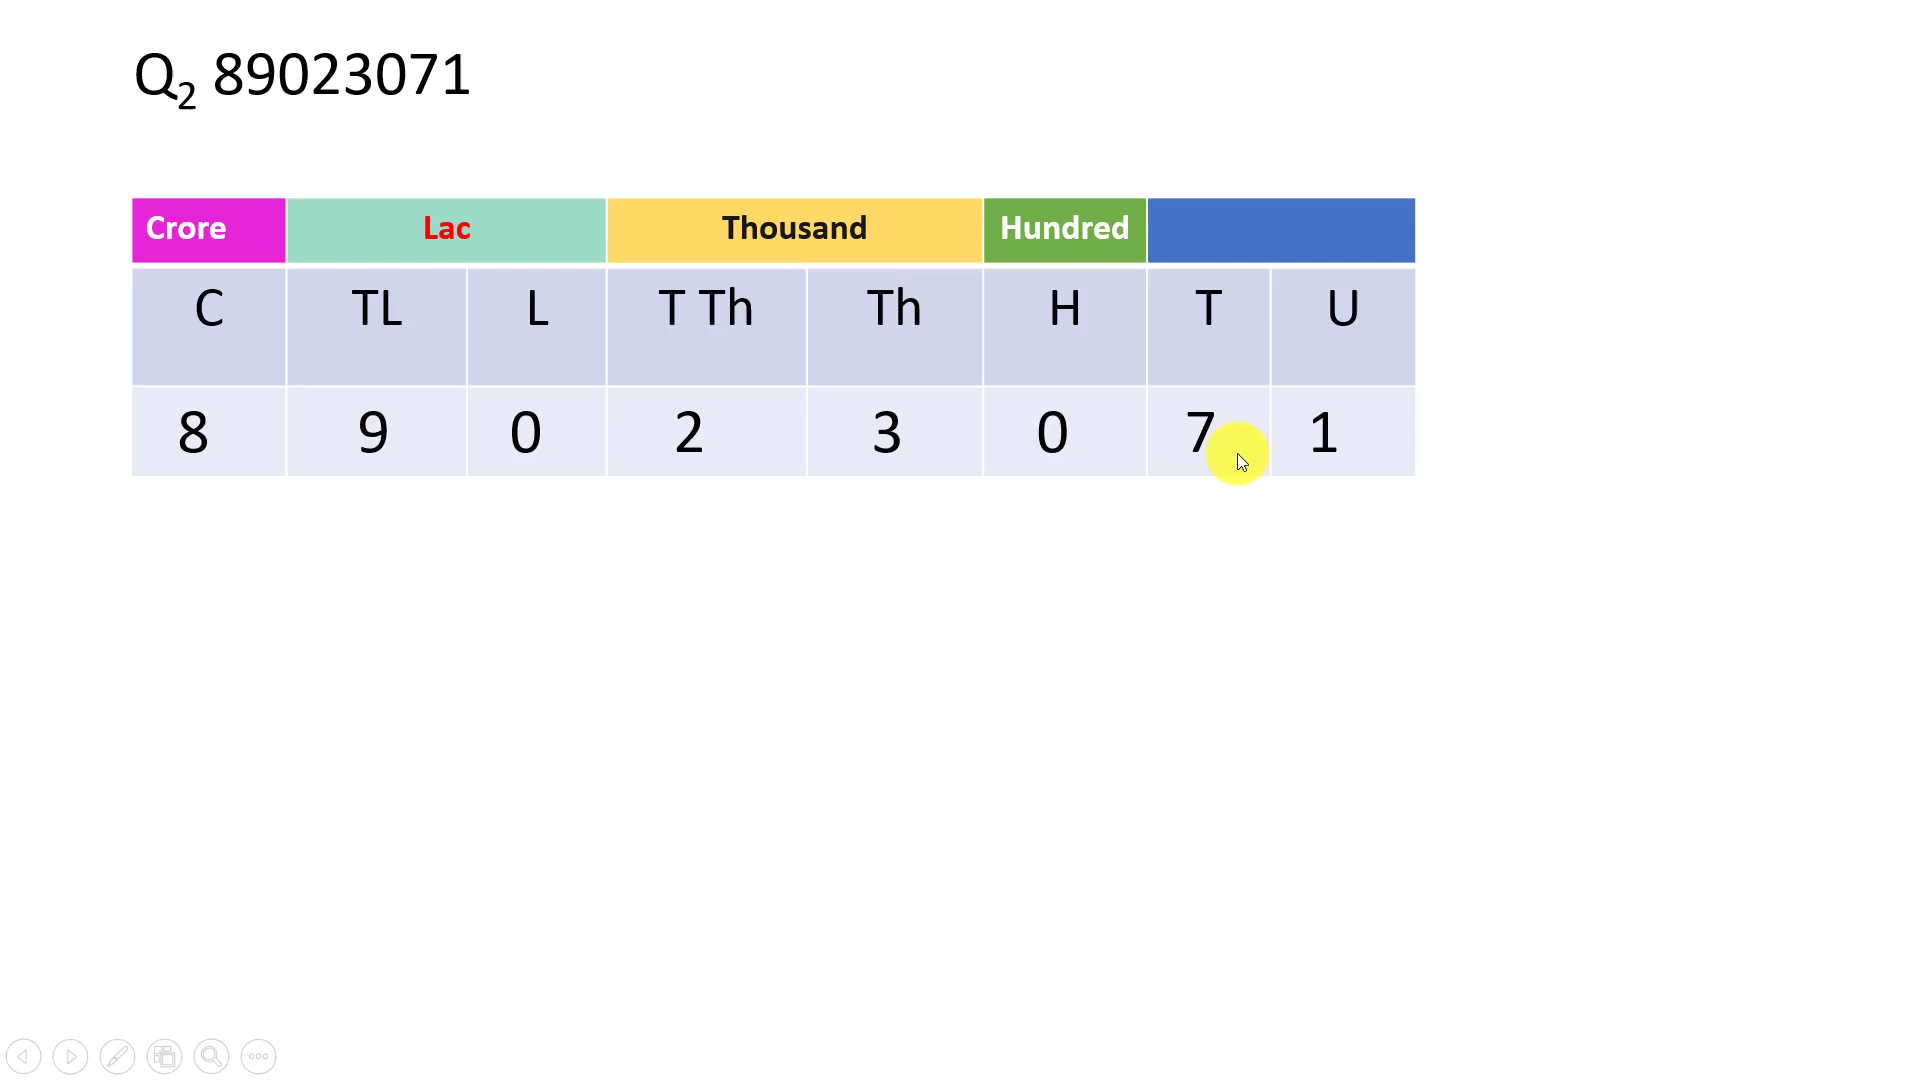 Q2 89023071
Crore Lac Thousand Hundred
C TL L T Th Th H T U
8 9 0 2 3 0 7 1